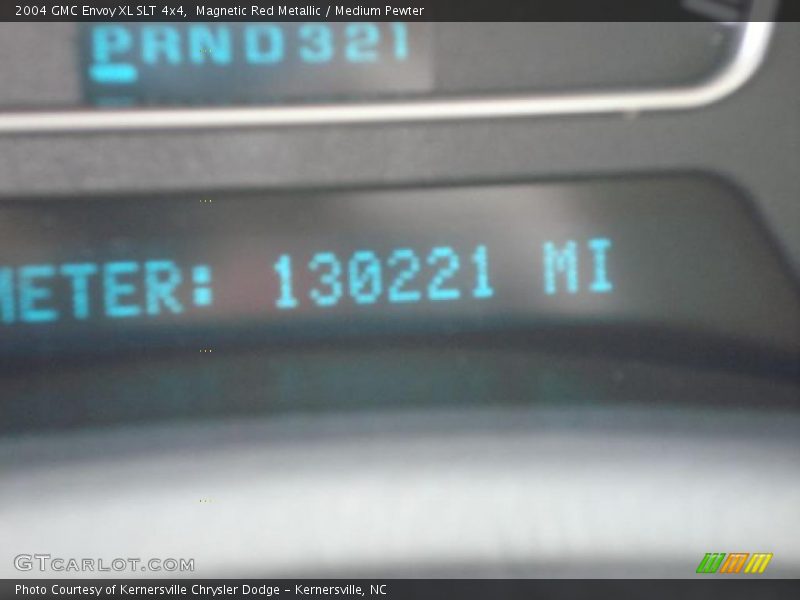 2004 GMC Envoy XL SLT 4x4, Magnetic Red Metallic / Medium Pewter
PRND321
METER: 130221 MI
GTCARLOT.COM
Photo Courtesy of Kernersville Chrysler Dodge – Kernersville, NC